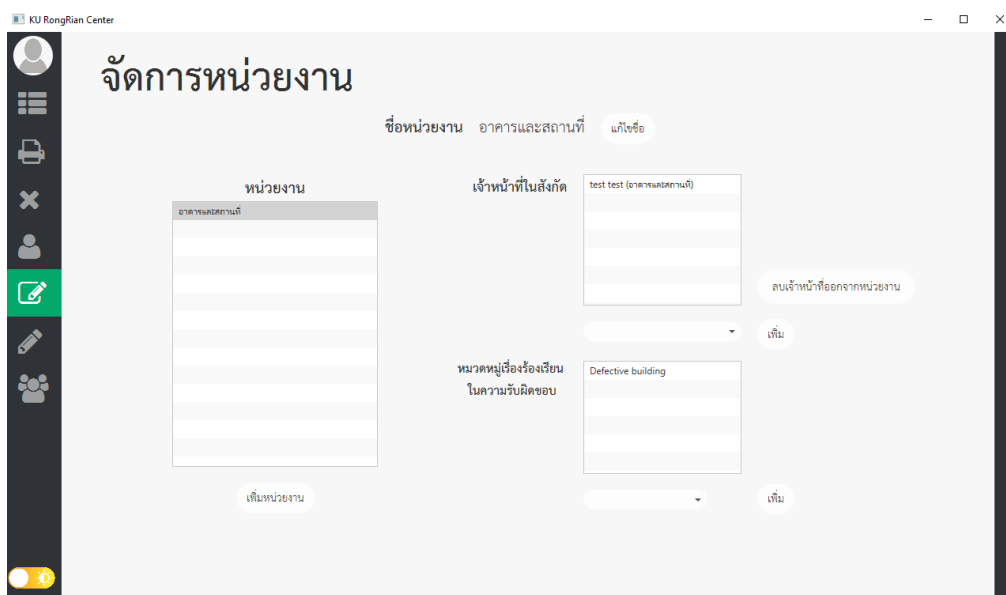 KU RongRian Center
จัดการหน่วยงาน
ชื่อหน่วยงาน อาคารและสถานที่ แก้ไขชื่อ
หน่วยงาน
อาคารและสถานที่
เพิ่มหน่วยงาน
เจ้าหน้าที่ในสังกัด
test test (อาคารและสถานที่)
ลบเจ้าหน้าที่ออกจากหน่วยงาน
เพิ่ม
หมวดหมู่เรื่องร้องเรียน
ในความรับผิดชอบ
Defective building
เพิ่ม